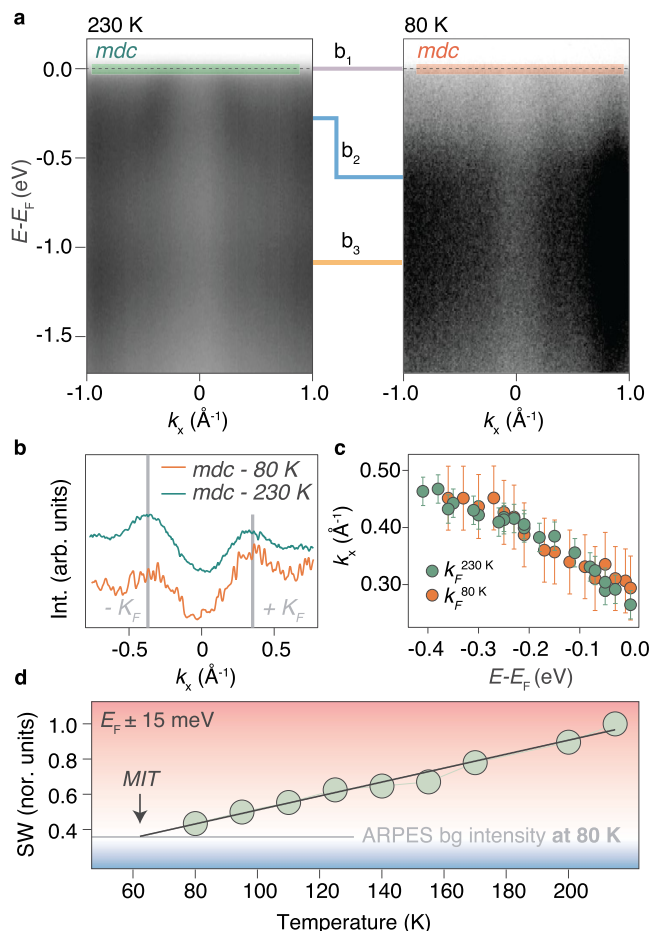 a
230 K
80 K
mdc
b1
mdc
0.0
-0.5
-1.0
-1.5
E-EF (eV)
b2
b3
-1.0
0
1.0
-1.0
0
1.0
kx (Å-1)
kx (Å-1)
b
mdc - 80 K
mdc - 230 K
Int. (arb. units)
- KF
+ KF
-0.5
0
0.5
kx (Å-1)
c
0.50
0.40
0.30
kx (Å-1)
kF 230 K
kF 80 K
-0.4
-0.3
-0.2
-0.1
0.0
E-EF (eV)
d
EF ± 15 meV
MIT
ARPES bg intensity at 80 K
SW (nor. units)
1.0
0.8
0.6
0.4
60
80
100
120
140
160
180
200
Temperature (K)